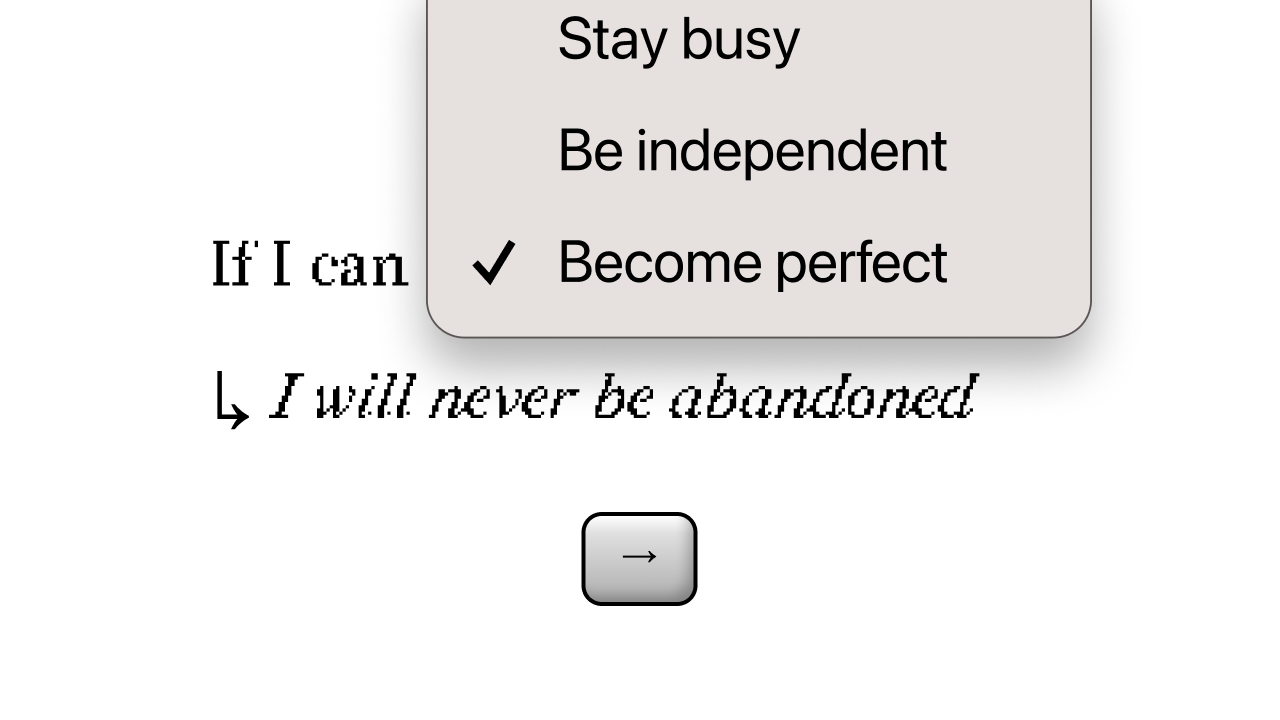 Stay busy
Be independent
If I can ✓ Become perfect
↳ I will never be abandoned
→